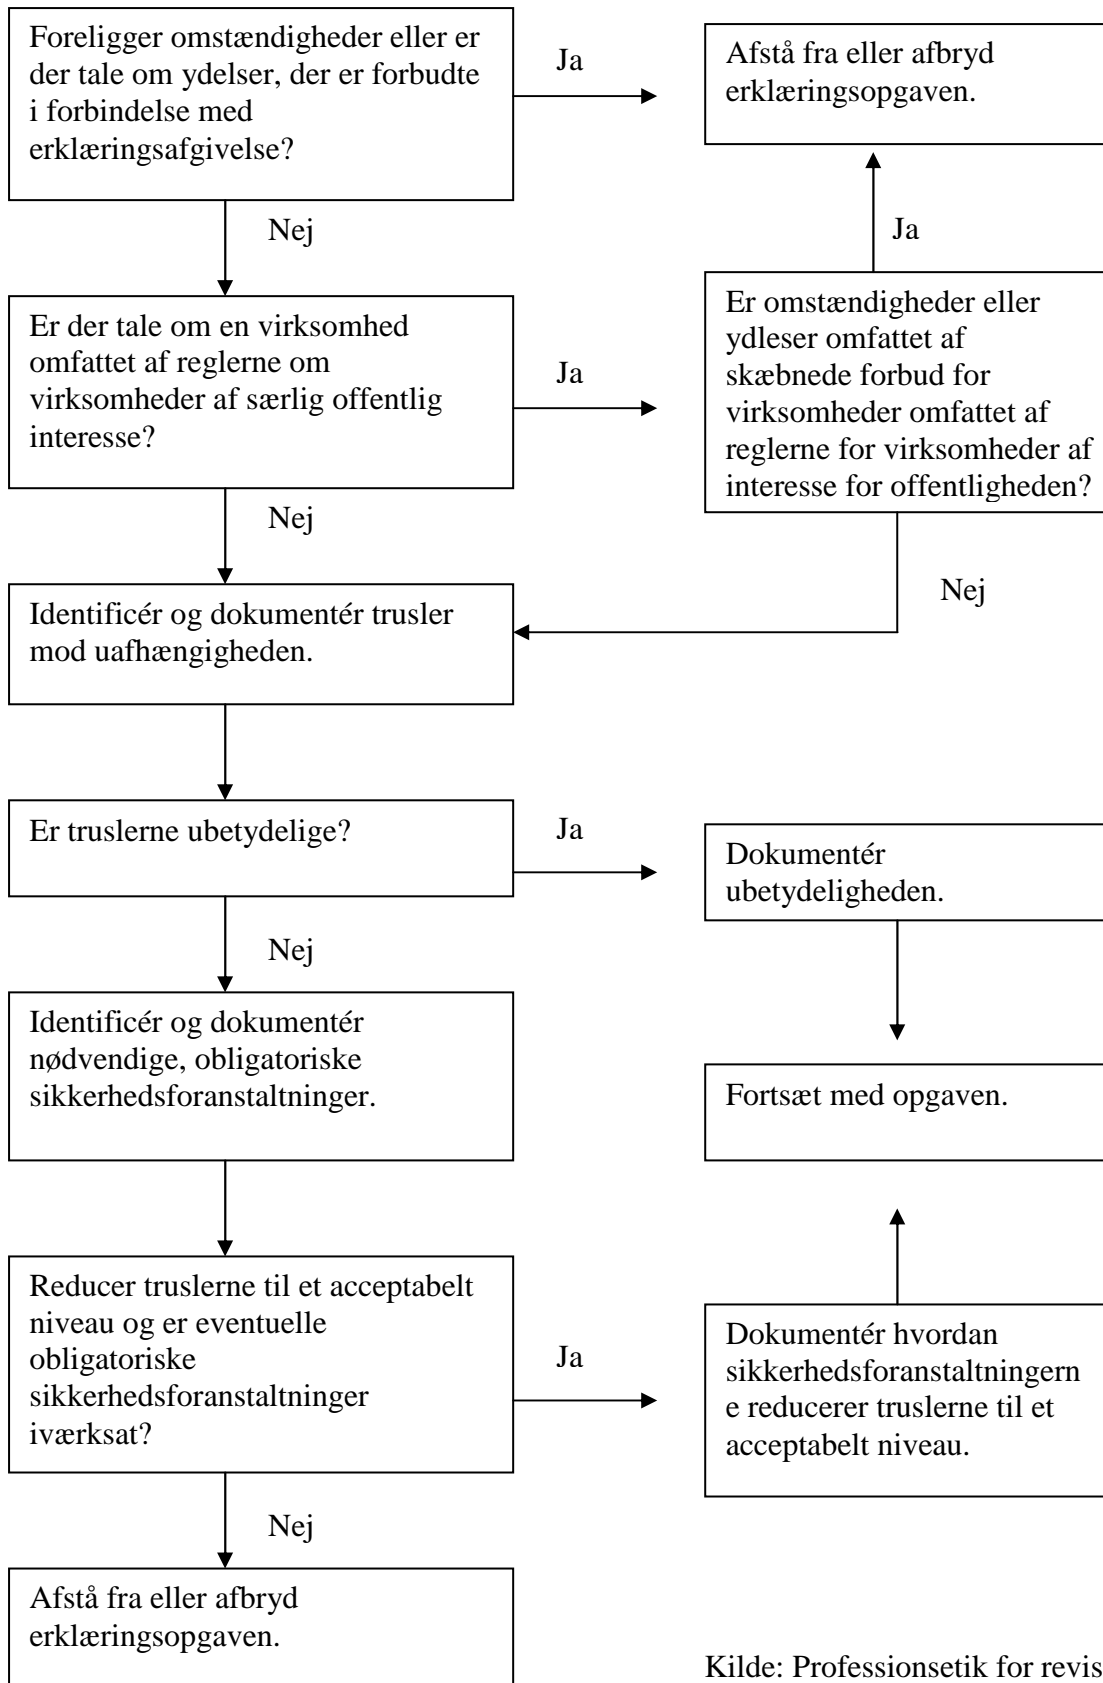 Foreligger omstændigheder eller er
der tale om ydelser, der er forbudte
i forbindelse med
erklæringsafgivelse?
Ja
Afstå fra eller afbryd
erklæringsopgaven.
Nej
Ja
Er der tale om en virksomhed
omfattet af reglerne om
virksomheder af særlig offentlig
interesse?
Ja
Er omstændigheder eller
ydleser omfattet af
skæbnede forbud for
virksomheder omfattet af
reglerne for virksomheder af
interesse for offentligheden?
Nej
Nej
Identificér og dokumentér trusler
mod uafhængigheden.
Er truslerne ubetydelige?
Ja
Dokumentér
ubetydeligheden.
Nej
Identificér og dokumentér
nødvendige, obligatoriske
sikkerhedsforanstaltninger.
Fortsæt med opgaven.
Reducer truslerne til et acceptabelt
niveau og er eventuelle
obligatoriske
sikkerhedsforanstaltninger
iværksat?
Ja
Dokumentér hvordan
sikkerhedsforanstaltningern
e reducerer truslerne til et
acceptabelt niveau.
Nej
Afstå fra eller afbryd
erklæringsopgaven.
Kilde: Professionsetik for revis